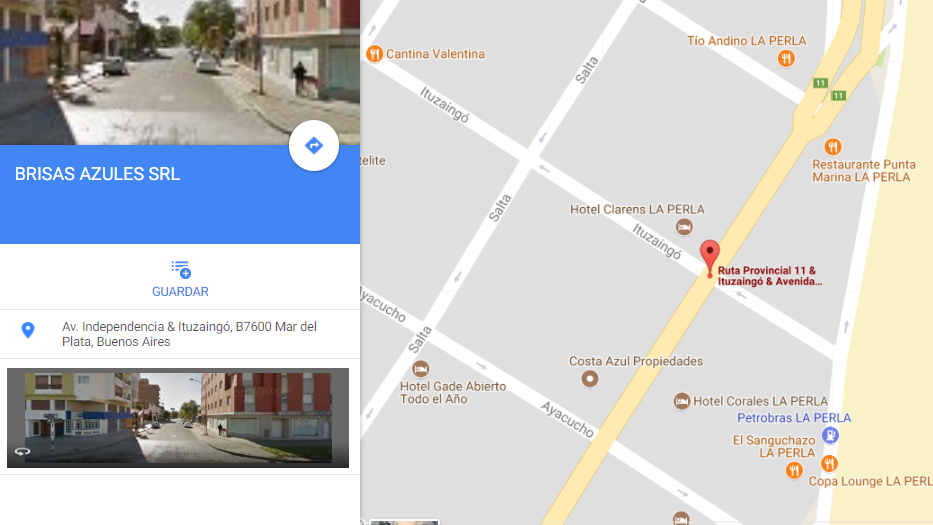 BRISAS AZULES SRL
GUARDAR
Av. Independencia & Ituzaingó, B7600 Mar del
Plata, Buenos Aires
Cantina Valentina
Tío Andino LA PERLA
Salta
Ituzaingó
11
11
Restaurante Punta
Marina LA PERLA
elite
Salta
Hotel Clarens LA PERLA
Ituzaingó
Ruta Provincial 11 &
Ituzaingó & Avenida...
Ayacucho
Salta
Costa Azul Propiedades
Hotel Gade Abierto
Todo el Año
Hotel Corales LA PERLA
Ayacucho
Petrobras LA PERLA
El Sanguchazo
LA PERLA
Copa Lounge LA PERL